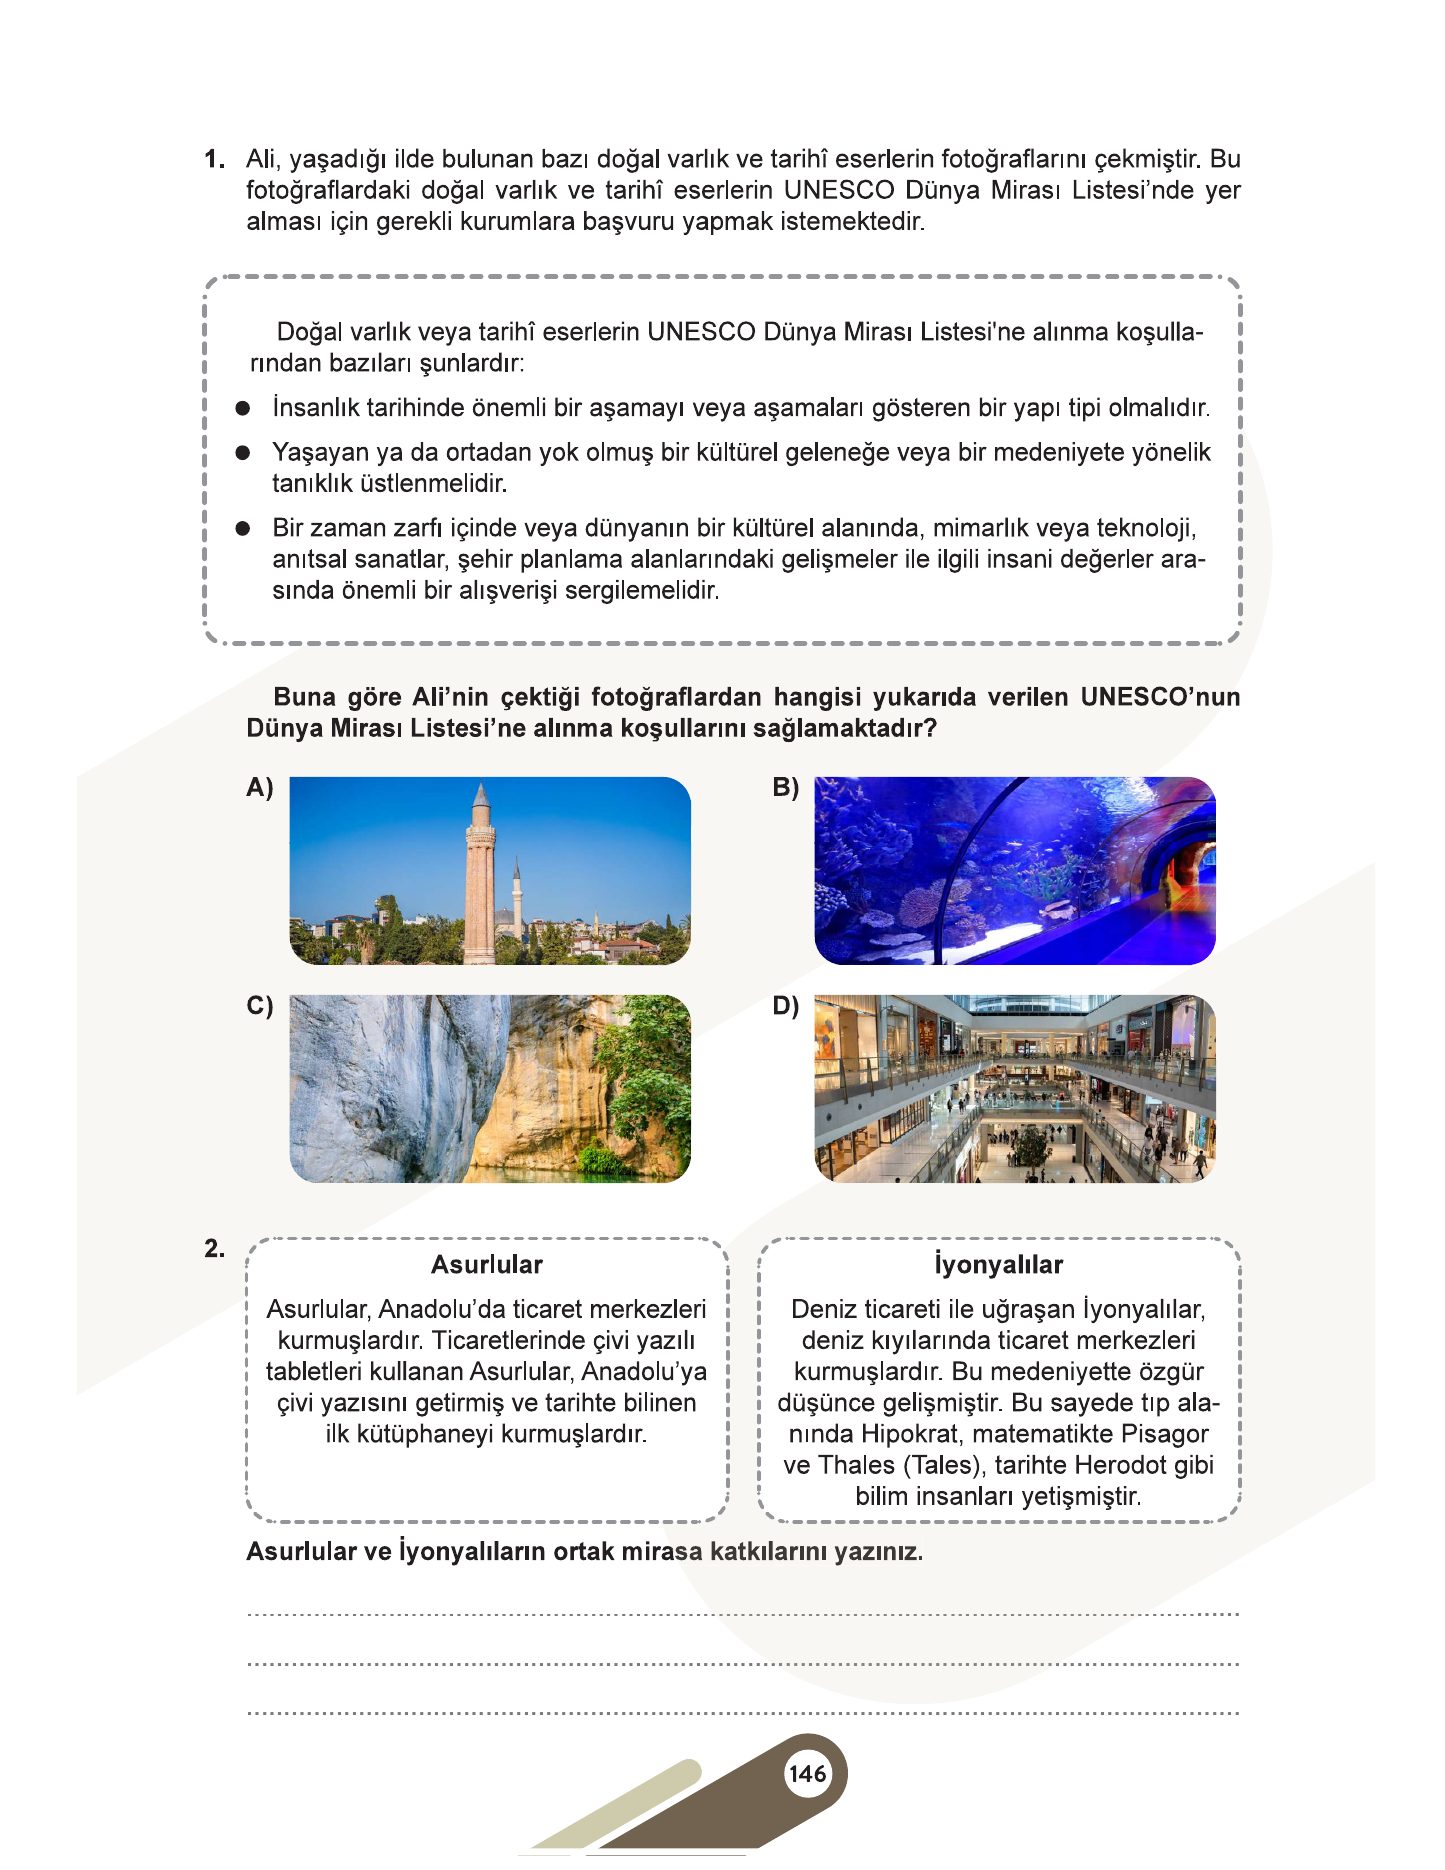 1. Ali, yaşadığı ilde bulunan bazı doğal varlık ve tarihî eserlerin fotoğraflarını çekmiştir. Bu
fotoğraflardaki doğal varlık ve tarihî eserlerin UNESCO Dünya Mirası Listesi’nde yer
alması için gerekli kurumlara başvuru yapmak istemektedir.
Doğal varlık veya tarihî eserlerin UNESCO Dünya Mirası Listesi'ne alınma koşulla-
rından bazıları şunlardır:
● İnsanlık tarihinde önemli bir aşamayı veya aşamaları gösteren bir yapı tipi olmalıdır.
● Yaşayan ya da ortadan yok olmuş bir kültürel geleneğe veya bir medeniyete yönelik
tanıklık üstlenmelidir.
● Bir zaman zarfı içinde veya dünyanın bir kültürel alanında, mimarlık veya teknoloji,
anıtsal sanatlar, şehir planlama alanlarındaki gelişmeler ile ilgili insani değerler ara-
sında önemli bir alışverişi sergilemelidir.
Buna göre Ali’nin çektiği fotoğraflardan hangisi yukarıda verilen UNESCO’nun
Dünya Mirası Listesi’ne alınma koşullarını sağlamaktadır?
A)
B)
C)
D)
2.
Asurlular
Asurlular, Anadolu’da ticaret merkezleri
kurmuşlardır. Ticaretlerinde çivi yazılı
tabletleri kullanan Asurlular, Anadolu’ya
çivi yazısını getirmiş ve tarihte bilinen
ilk kütüphaneyi kurmuşlardır.
İyonyalılar
Deniz ticareti ile uğraşan İyonyalılar,
deniz kıyılarında ticaret merkezleri
kurmuşlardır. Bu medeniyette özgür
düşünce gelişmiştir. Bu sayede tıp ala-
nında Hipokrat, matematikte Pisagor
ve Thales (Tales), tarihte Herodot gibi
bilim insanları yetişmiştir.
Asurlular ve İyonyalıların ortak mirasa katkılarını yazınız.
146